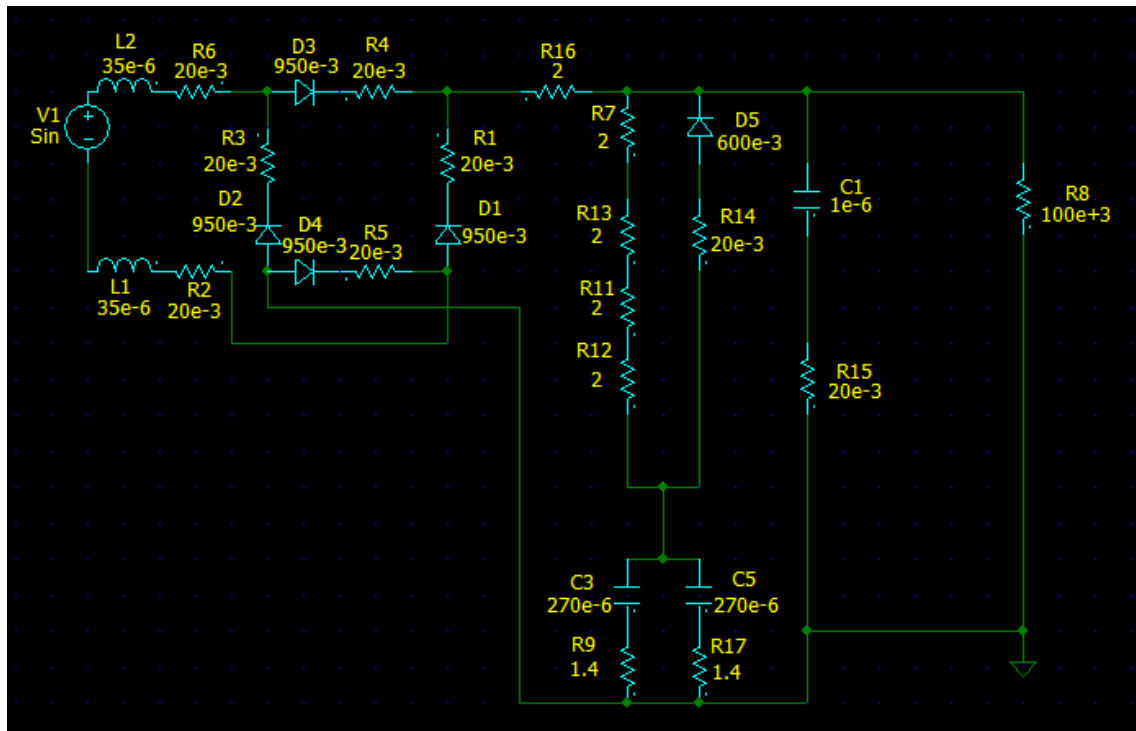 L2
35e-6
R6
20e-3
D3
950e-3
R4
20e-3
R16
2
V1
Sin
+
−
R3
20e-3
R1
20e-3
R7
2
D5
600e-3
D2
950e-3
D4
950e-3
R5
20e-3
D1
950e-3
C1
1e-6
R8
100e+3
R13
2
R14
20e-3
L1
35e-6
R2
20e-3
R11
2
R12
2
R15
20e-3
C3
270e-6
C5
270e-6
R9
1.4
R17
1.4